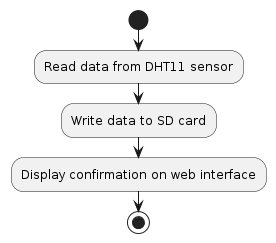 Read data from DHT11 sensor
Write data to SD card
Display confirmation on web interface